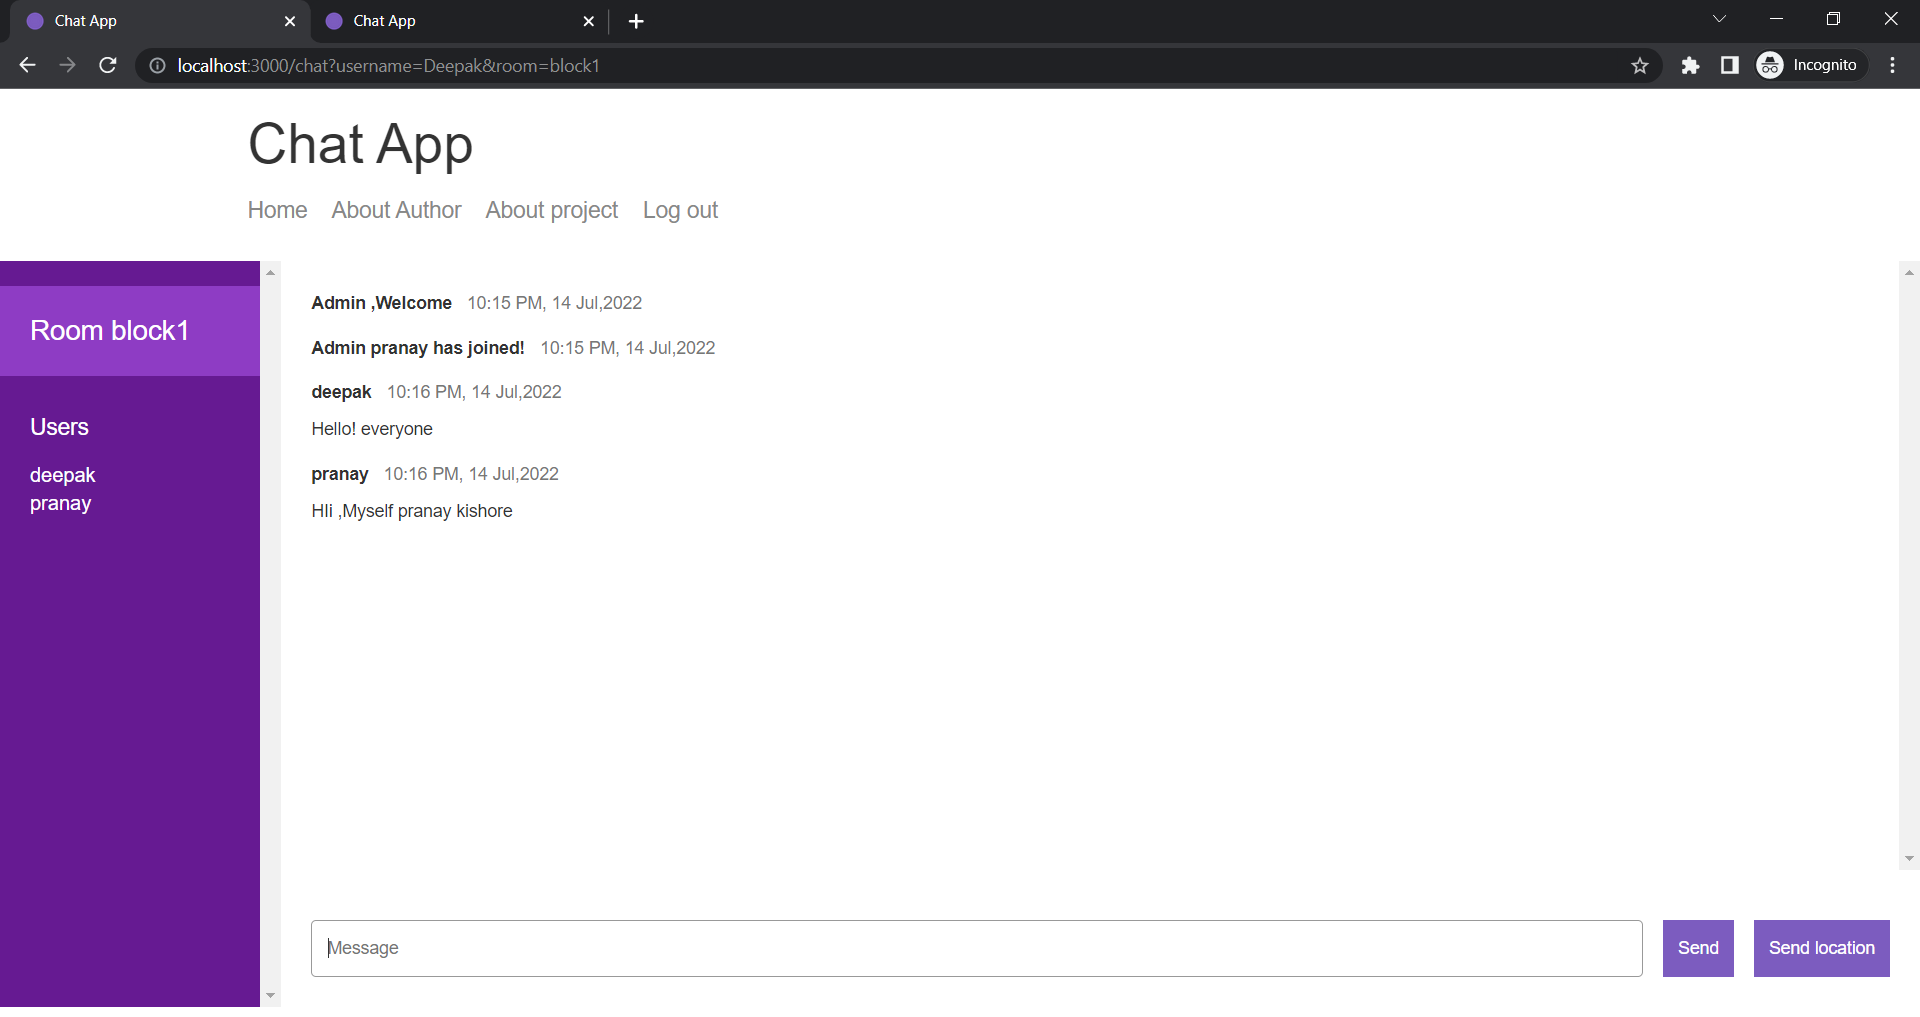 Chat App
Chat App
localhost:3000/chat?username=Deepak&room=block1
Incognito
Chat App
Home About Author About project Log out
Room block1
Users
deepak
pranay
Admin ,Welcome 10:15 PM, 14 Jul,2022
Admin pranay has joined! 10:15 PM, 14 Jul,2022
deepak 10:16 PM, 14 Jul,2022
Hello! everyone
pranay 10:16 PM, 14 Jul,2022
HIi ,Myself pranay kishore
Message
Send
Send location